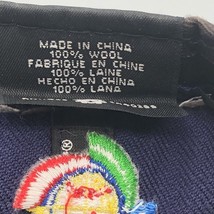 MADE IN CHINA
100% WOOL
FABRIQUE EN CHINE
100% LAINE
HECHO EN CHINA
100% LANA